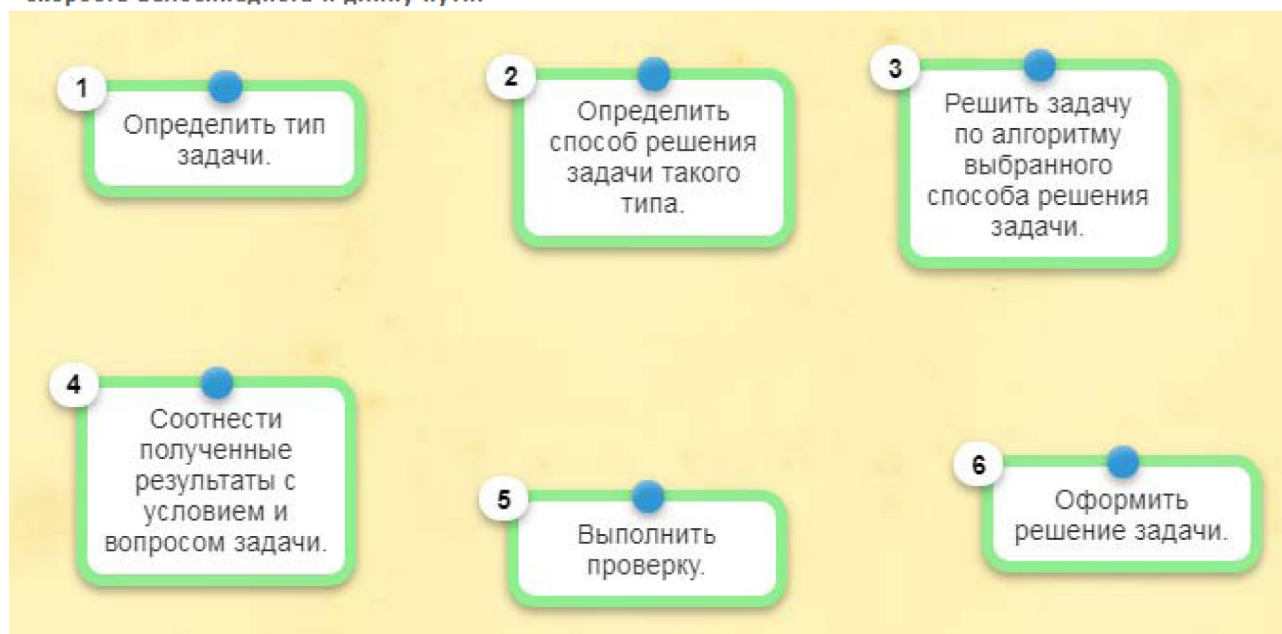 1
Определить тип
задачи.
2
Определить
способ решения
задачи такого
типа.
3
Решить задачу
по алгоритму
выбранного
способа решения
задачи.
4
Соотнести
полученные
результаты с
условием и
вопросом задачи.
5
Выполнить
проверку.
6
Оформить
решение задачи.